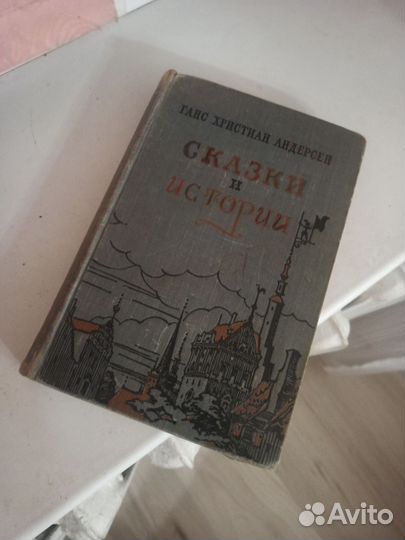 ГАНС ХРИСТИАН АНДЕРСЕН
СКАЗКИ
И
ИСТОРИИ
Avito